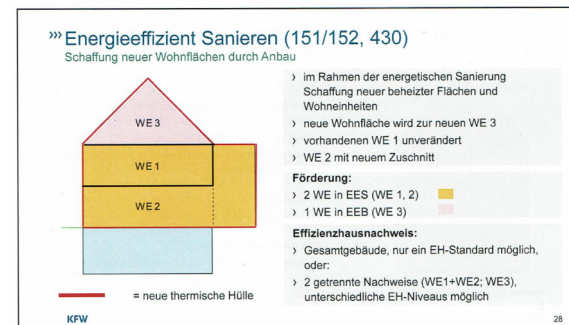 ››› Energieeffizient Sanieren (151/152, 430)
Schaffung neuer Wohnflächen durch Anbau
WE 3
WE 1
WE 2
= neue thermische Hülle
› im Rahmen der energetischen Sanierung
Schaffung neuer beheizter Flächen und
Wohneinheiten
› neue Wohnfläche wird zur neuen WE 3
› vorhandenen WE 1 unverändert
› WE 2 mit neuem Zuschnitt
Förderung:
› 2 WE in EES (WE 1, 2)
› 1 WE in EEB (WE 3)
Effizienzhausnachweis:
› Gesamtgebäude, nur ein EH-Standard möglich,
oder:
› 2 getrennte Nachweise (WE1+WE2; WE3),
unterschiedliche EH-Niveaus möglich
KFW
28